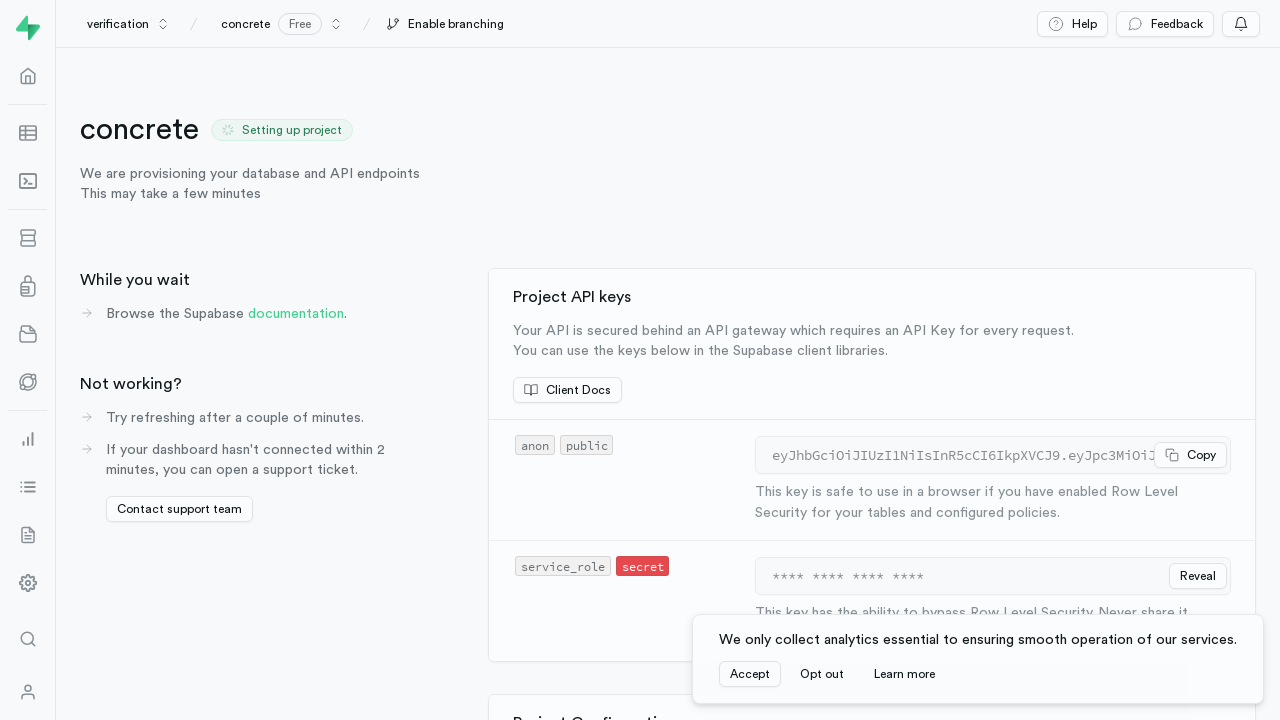 verification
concrete Free
Enable branching
Help
Feedback
concrete
Setting up project
We are provisioning your database and API endpoints
This may take a few minutes
While you wait
Browse the Supabase documentation.
Not working?
Try refreshing after a couple of minutes.
If your dashboard hasn't connected within 2
minutes, you can open a support ticket.
Contact support team
Project API keys
Your API is secured behind an API gateway which requires an API Key for every request.
You can use the keys below in the Supabase client libraries.
Client Docs
anon public
eyJhbGciOiJIUzI1NiIsInR5cCI6IkpXVCJ9.eyJpc3MiOiJ
Copy
This key is safe to use in a browser if you have enabled Row Level
Security for your tables and configured policies.
service_role secret
**** **** **** ****
Reveal
This key has the ability to bypass Row Level Security. Never share it
We only collect analytics essential to ensuring smooth operation of our services.
Accept
Opt out
Learn more
Project